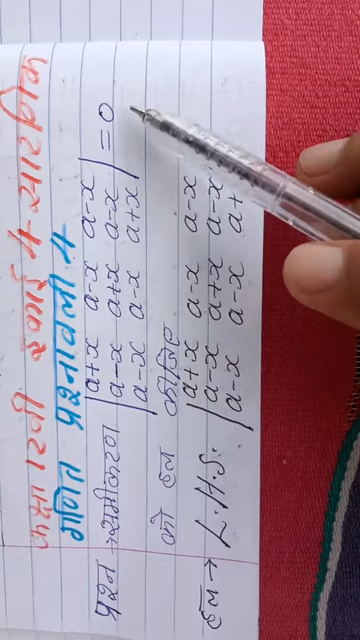 कक्षा 12वी इकाई 4 सारणिक
गणित प्रश्नावली 4
प्रश्न → समीकरण | a+x a-x a-x |
| a-x a+x a-x | = 0
| a-x a-x a+x |
को हल कीजिए
हल → L.H.S. | a+x a-x a-x |
| a-x a+x a-x
| a-x a-x a+